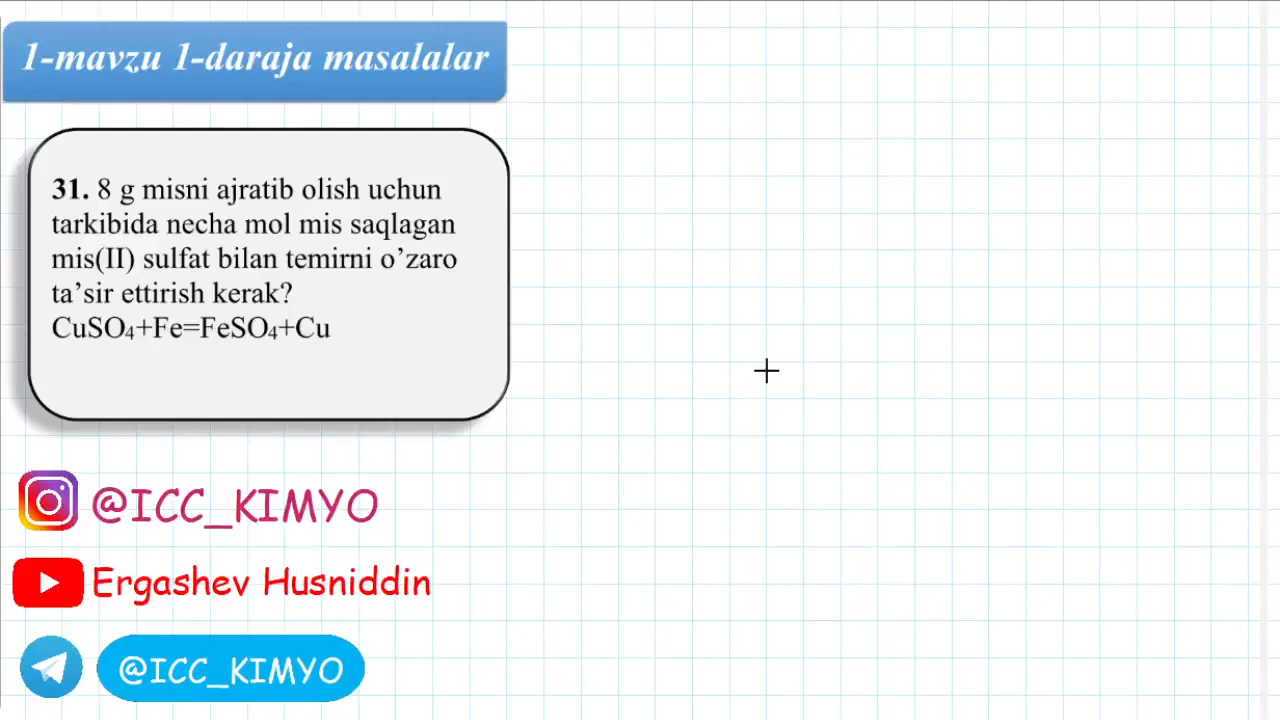 1-mavzu 1-daraja masalalar
31. 8 g misni ajratib olish uchun
tarkibida necha mol mis saqlagan
mis(II) sulfat bilan temirni o’zaro
ta’sir ettirish kerak?
CuSO₄+Fe=FeSO₄+Cu
@ICC_KIMYO
Ergashev Husniddin
@ICC_KIMYO